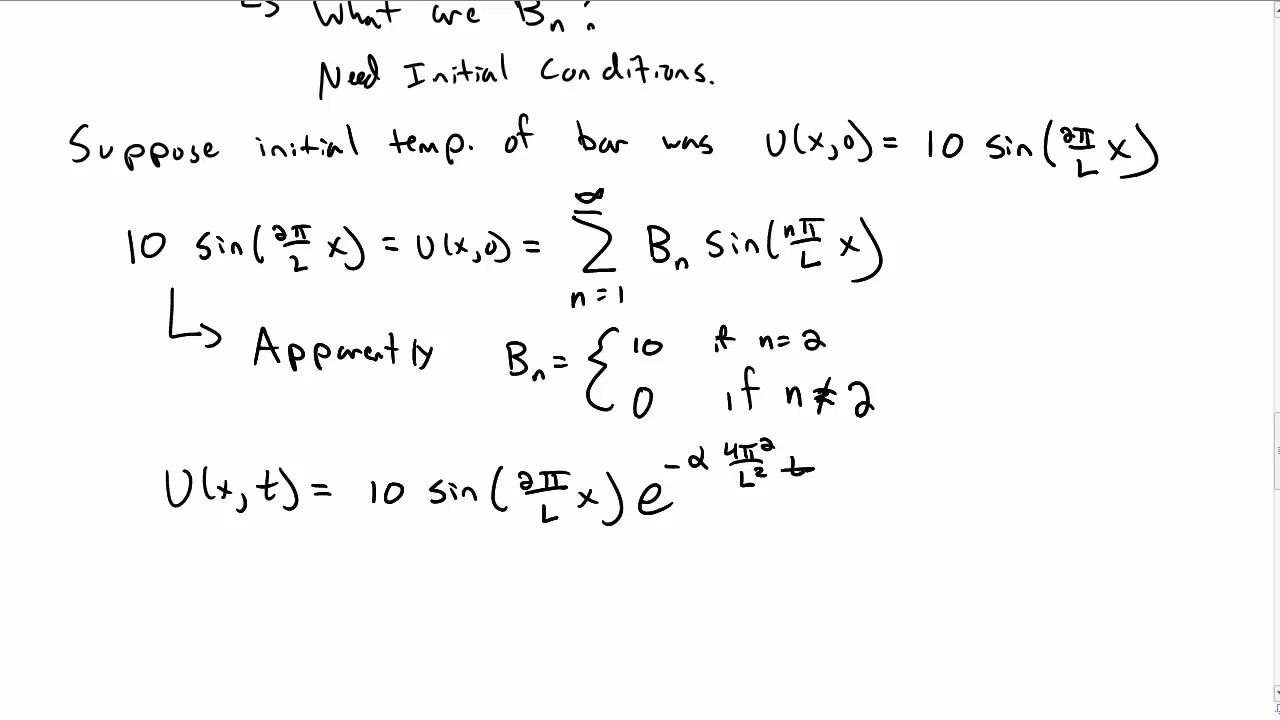 ↳ What are Bₙ?
Need Initial Conditions.
Suppose initial temp. of bar was U(x,0) = 10 sin(2π/L x)
10 sin(2π/L x) = U(x,0) = ∑_{n=1}^{∞} Bₙ sin(nπ/L x)
↳ Apparently Bₙ = { 10 if n=2
0 if n≠2
U(x,t) = 10 sin(2π/L x) e^{-α 4π²/L² t}